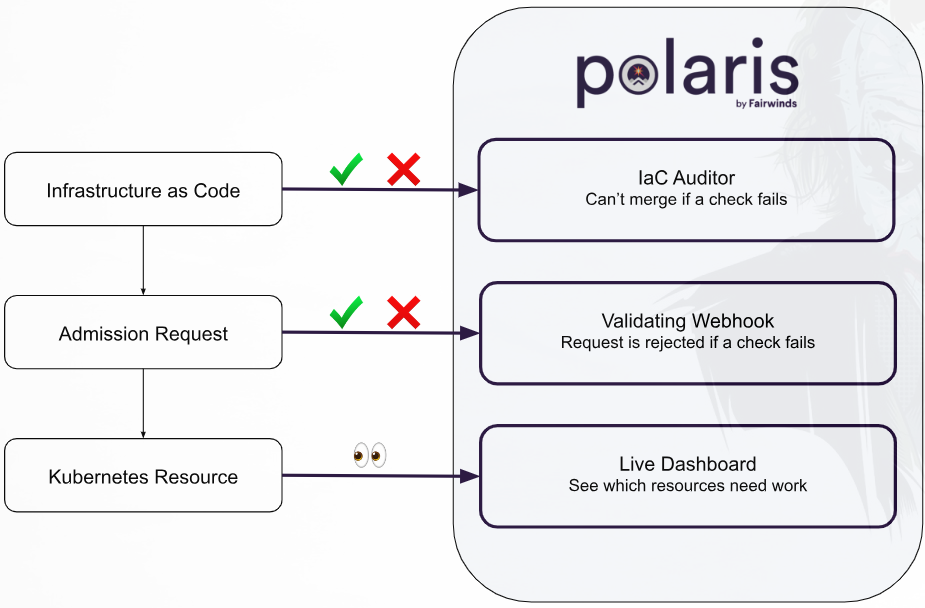 polaris
by Fairwinds
Infrastructure as Code
IaC Auditor
Can't merge if a check fails
Admission Request
Validating Webhook
Request is rejected if a check fails
Kubernetes Resource
Live Dashboard
See which resources need work